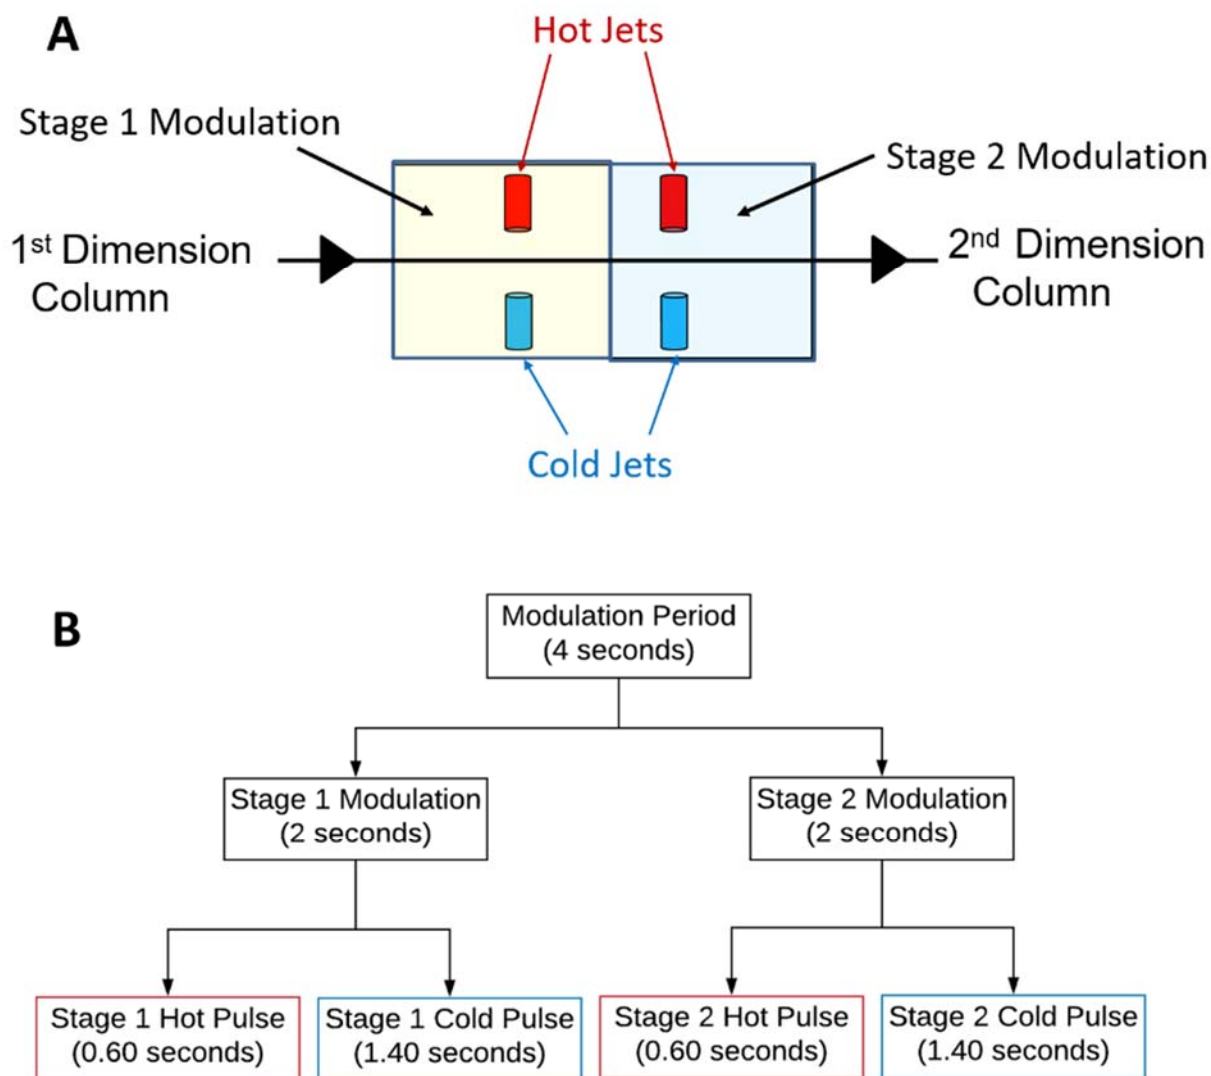 A
Hot Jets
Stage 1 Modulation
Stage 2 Modulation
1st Dimension
Column
2nd Dimension
Column
Cold Jets
B
Modulation Period
(4 seconds)
Stage 1 Modulation
(2 seconds)
Stage 2 Modulation
(2 seconds)
Stage 1 Hot Pulse
(0.60 seconds)
Stage 1 Cold Pulse
(1.40 seconds)
Stage 2 Hot Pulse
(0.60 seconds)
Stage 2 Cold Pulse
(1.40 seconds)